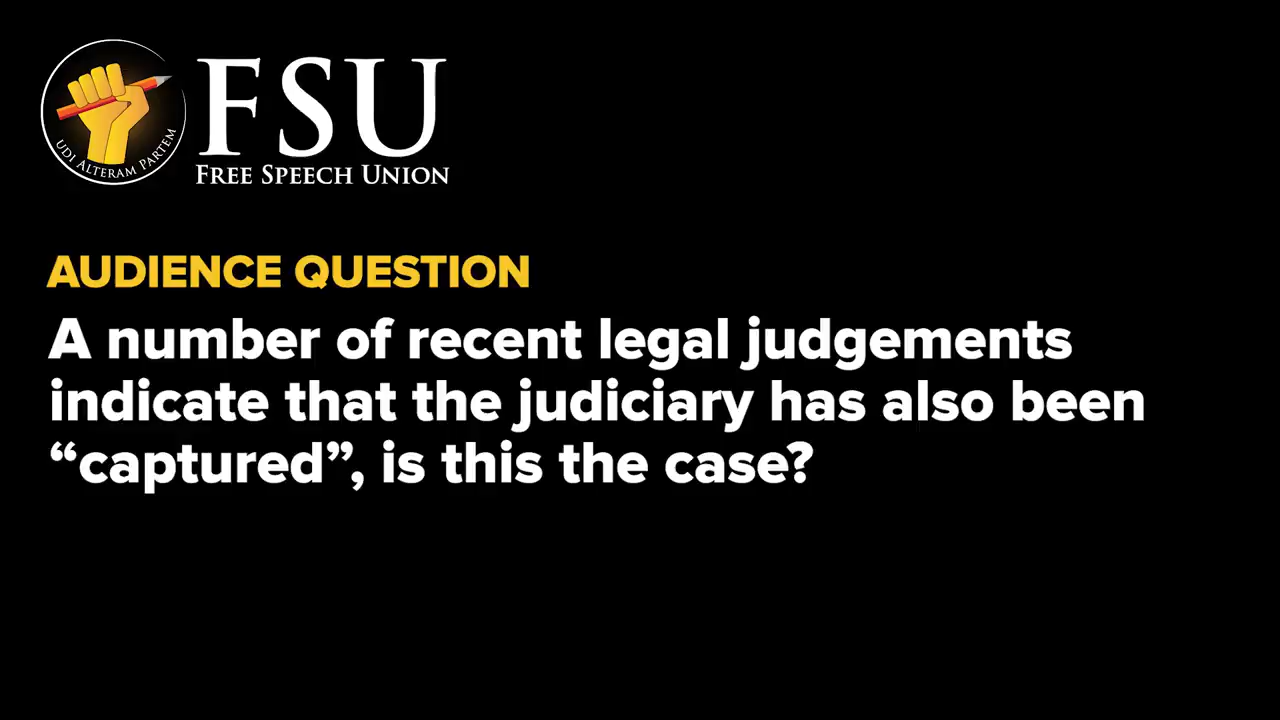 FSU
FREE SPEECH UNION
UDI ALTERAM PARTEM
AUDIENCE QUESTION
A number of recent legal judgements
indicate that the judiciary has also been
“captured”, is this the case?